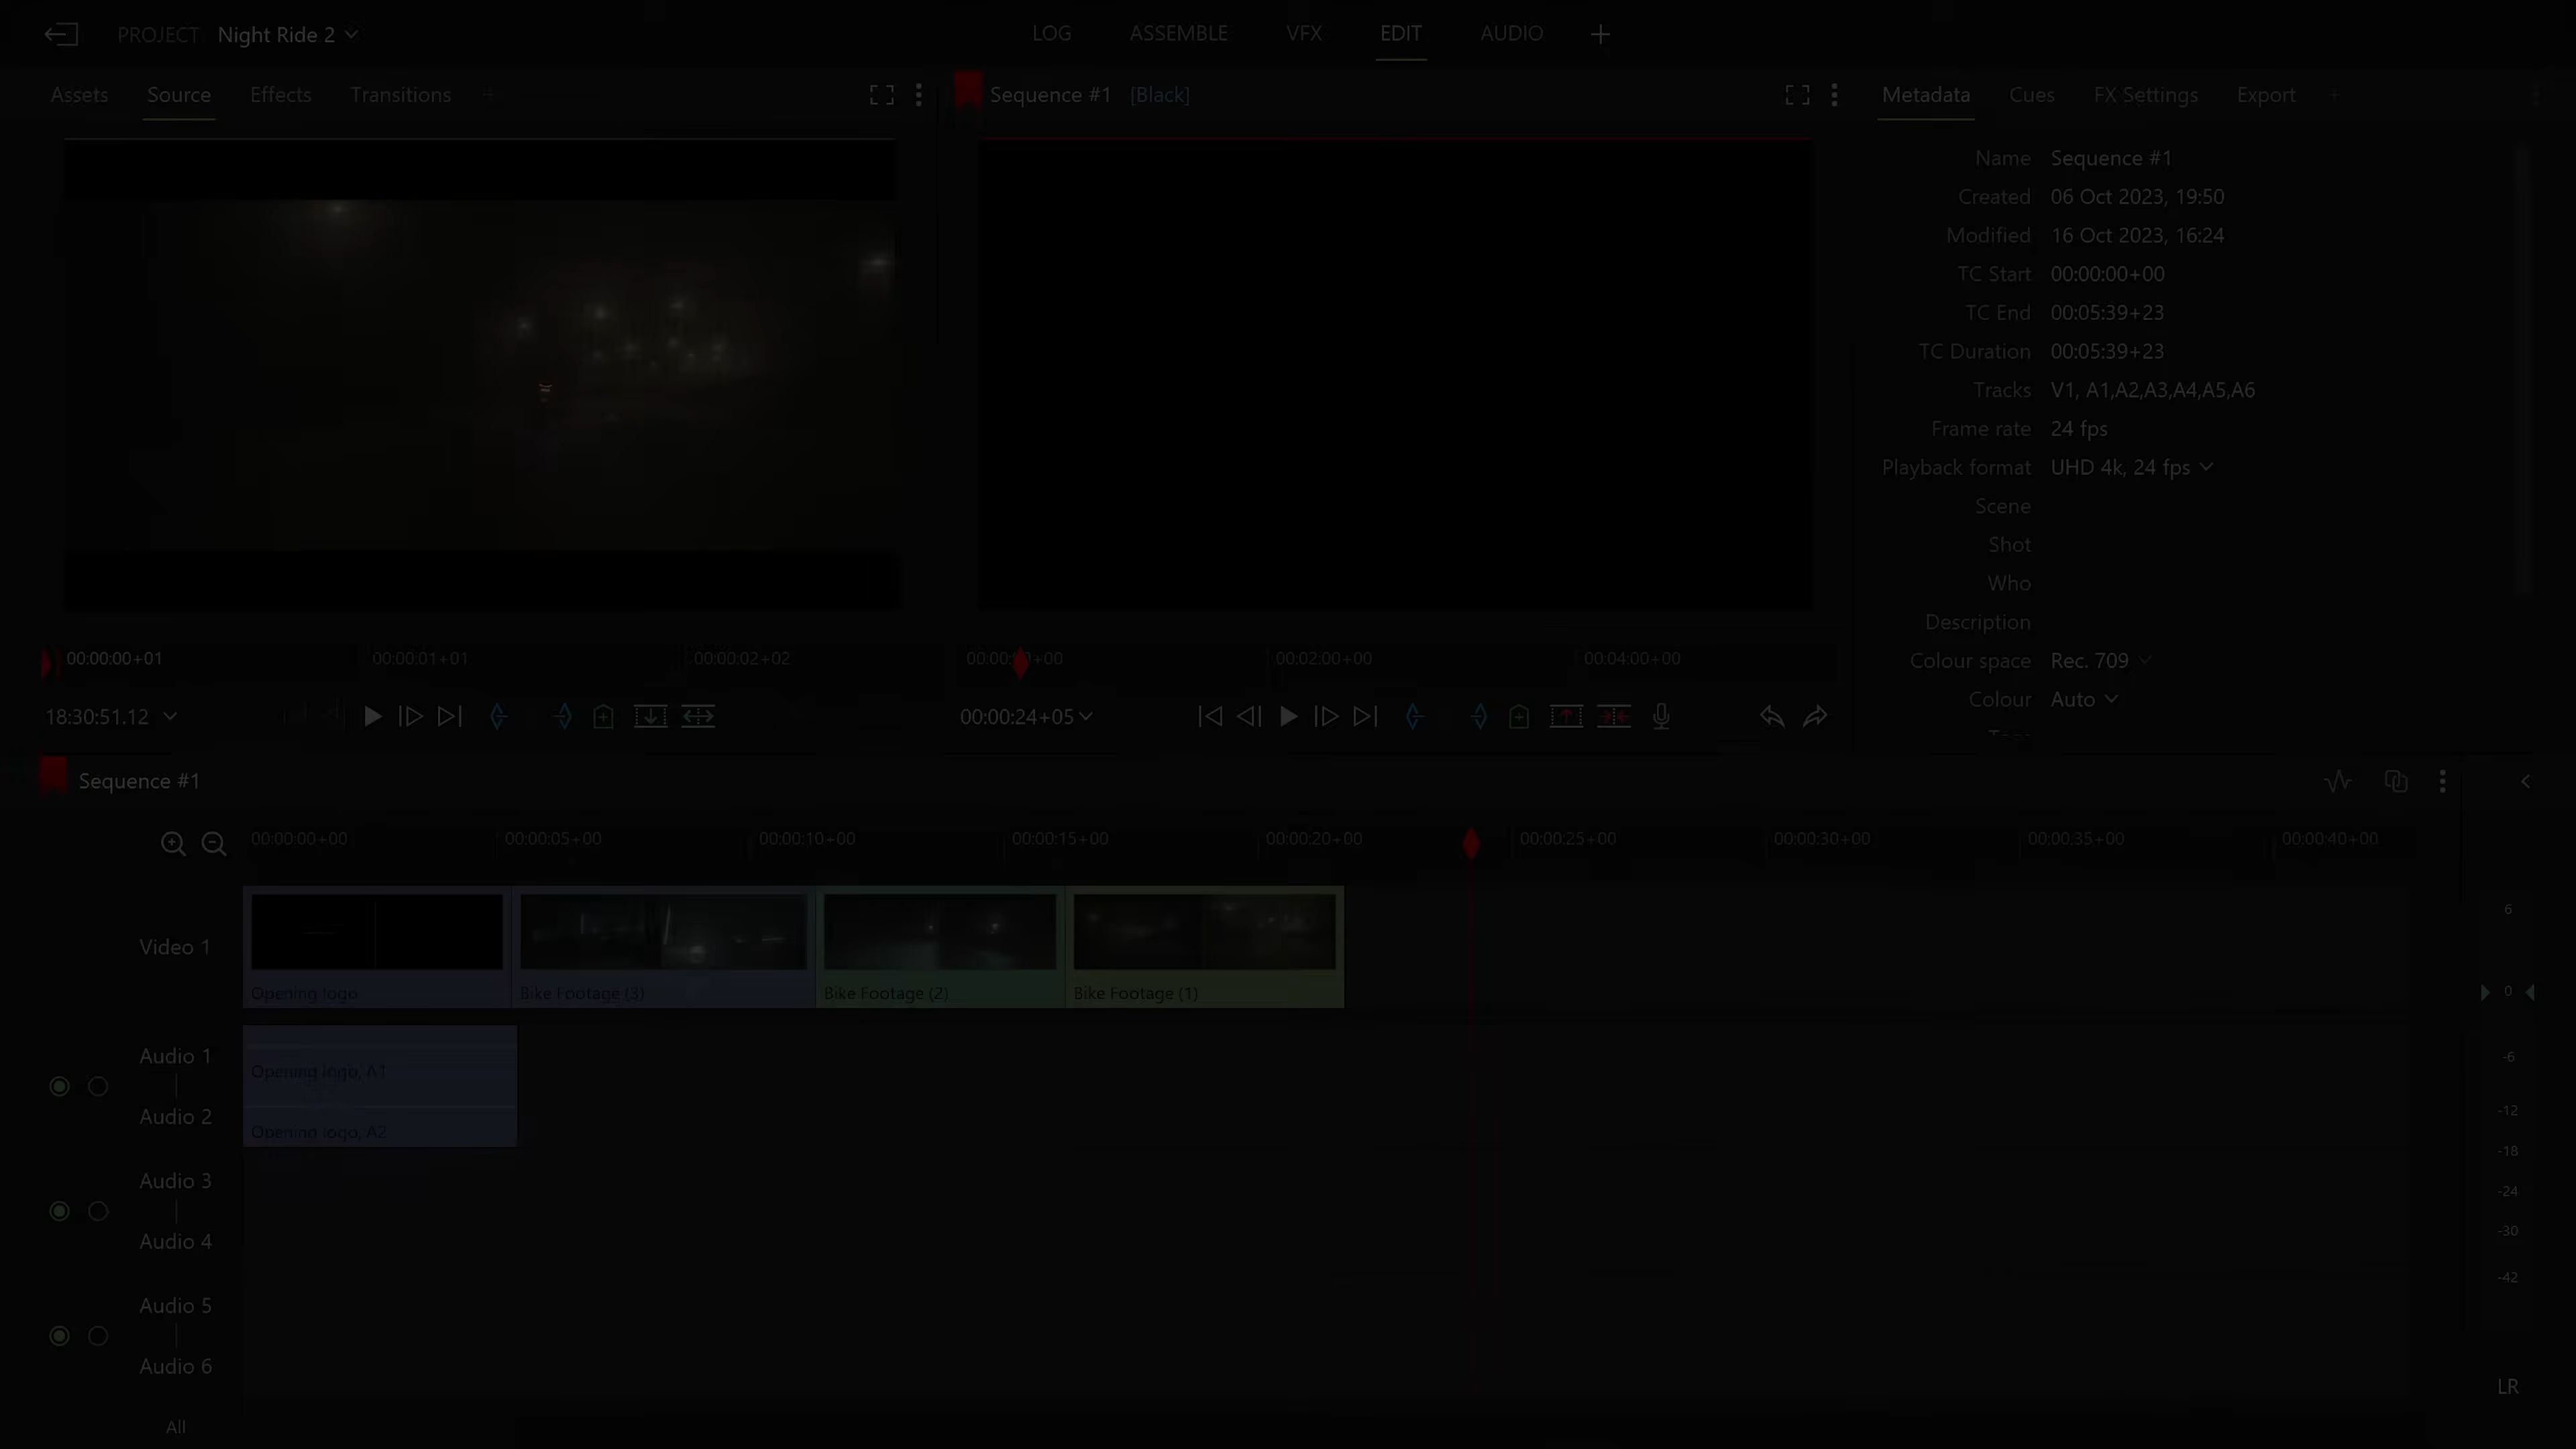 PROJECT Night Ride 2
LOG ASSEMBLE VFX EDIT AUDIO
Assets Source Effects Transitions
Sequence #1 [Black]
Metadata Cues FX Settings Export
Name Sequence #1
Created 06 Oct 2023, 19:50
Modified 16 Oct 2023, 16:24
TC Start 00:00:00+00
TC End 00:05:39+23
TC Duration 00:05:39+23
Tracks V1, A1,A2,A3,A4,A5,A6
Frame rate 24 fps
Playback format UHD 4k, 24 fps
Scene
Shot
Who
Description
Colour space Rec. 709
Colour Auto
00:00:00+01 00:00:01+01 00:00:02+02
00:02:00+00 00:04:00+00
18:30:51.12
00:00:24+05
Sequence #1
00:00:00+00 00:00:05+00 00:00:10+00 00:00:15+00 00:00:20+00 00:00:25+00 00:00:30+00 00:00:35+00 00:00:40+00
Video 1
Opening logo Bike Footage (3) Bike Footage (2) Bike Footage (1)
Audio 1
Opening logo, A1
Audio 2
Opening logo, A2
Audio 3
Audio 4
Audio 5
Audio 6
All
6
0
-6
-12
-18
-24
-30
-42
LR